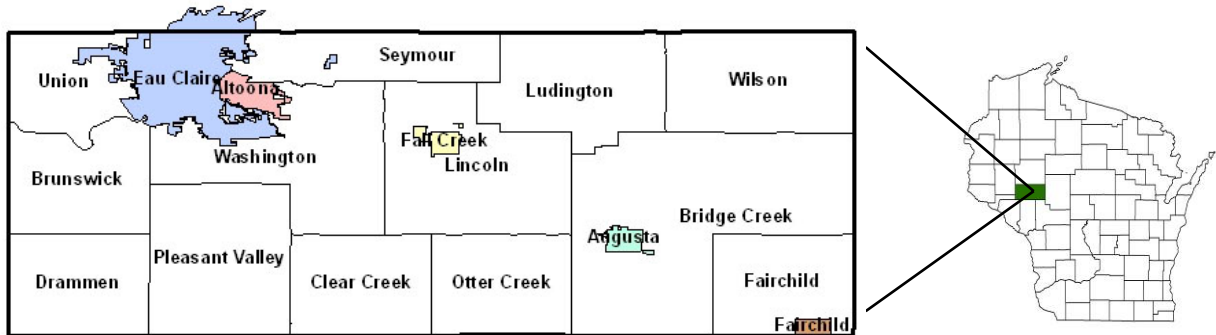 Seymour
Union
Eau Claire
Wilson
Altoona
Ludington
Fall Creek
Washington
Lincoln
Brunswick
Bridge Creek
Augusta
Pleasant Valley
Drammen
Clear Creek
Otter Creek
Fairchild
Fairchild